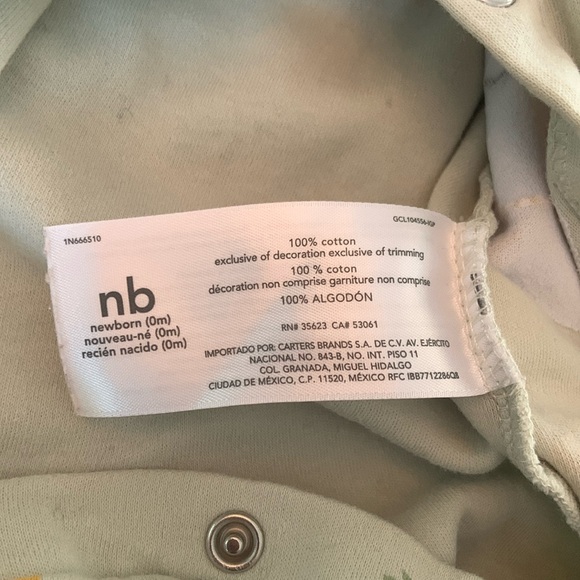 1N666510
GCL104556-IGP
nb
newborn (0m)
nouveau-né (0m)
recién nacido (0m)
100% cotton
exclusive of decoration exclusive of trimming
100 % coton
décoration non comprise garniture non comprise
100% ALGODÓN
RN# 35623 CA# 53061
IMPORTADO POR: CARTERS BRANDS S.A. DE C.V. AV. EJÉRCITO
NACIONAL NO. 843-B, NO. INT. PISO 11
COL. GRANADA, MIGUEL HIDALGO
CIUDAD DE MÉXICO, C.P. 11520, MÉXICO RFC IBB7712286Q8